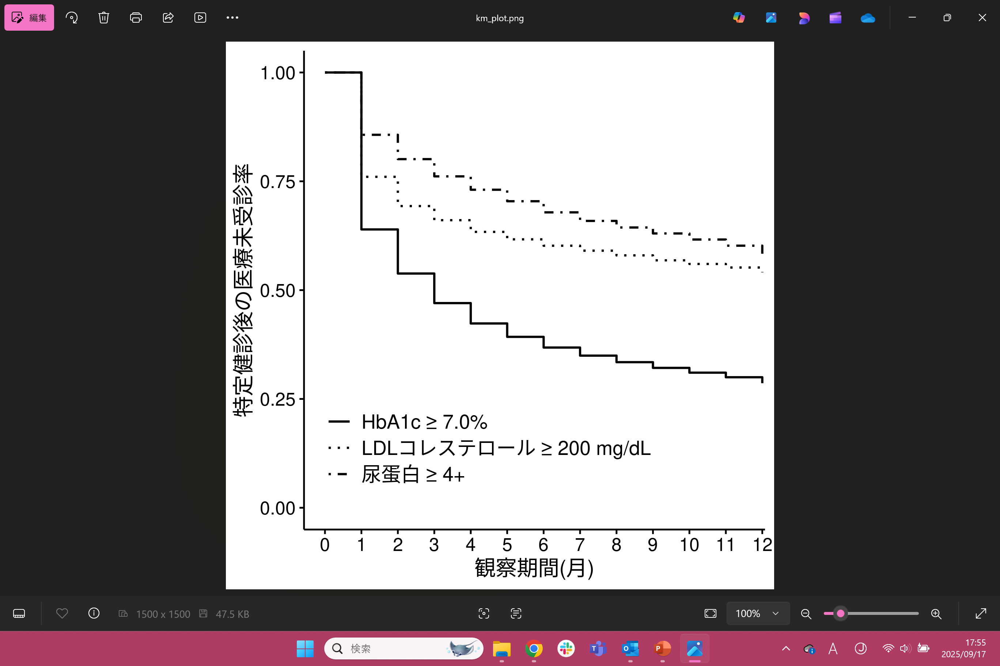 編集
km_plot.png
特定健診後の医療未受診率
1.00
0.75
0.50
0.25
0.00
HbA1c ≥ 7.0%
LDLコレステロール ≥ 200 mg/dL
尿蛋白 ≥ 4+
0 1 2 3 4 5 6 7 8 9 10 11 12
観察期間(月)
1500 x 1500 47.5 KB
100%
検索
A
17:55
2025/09/17